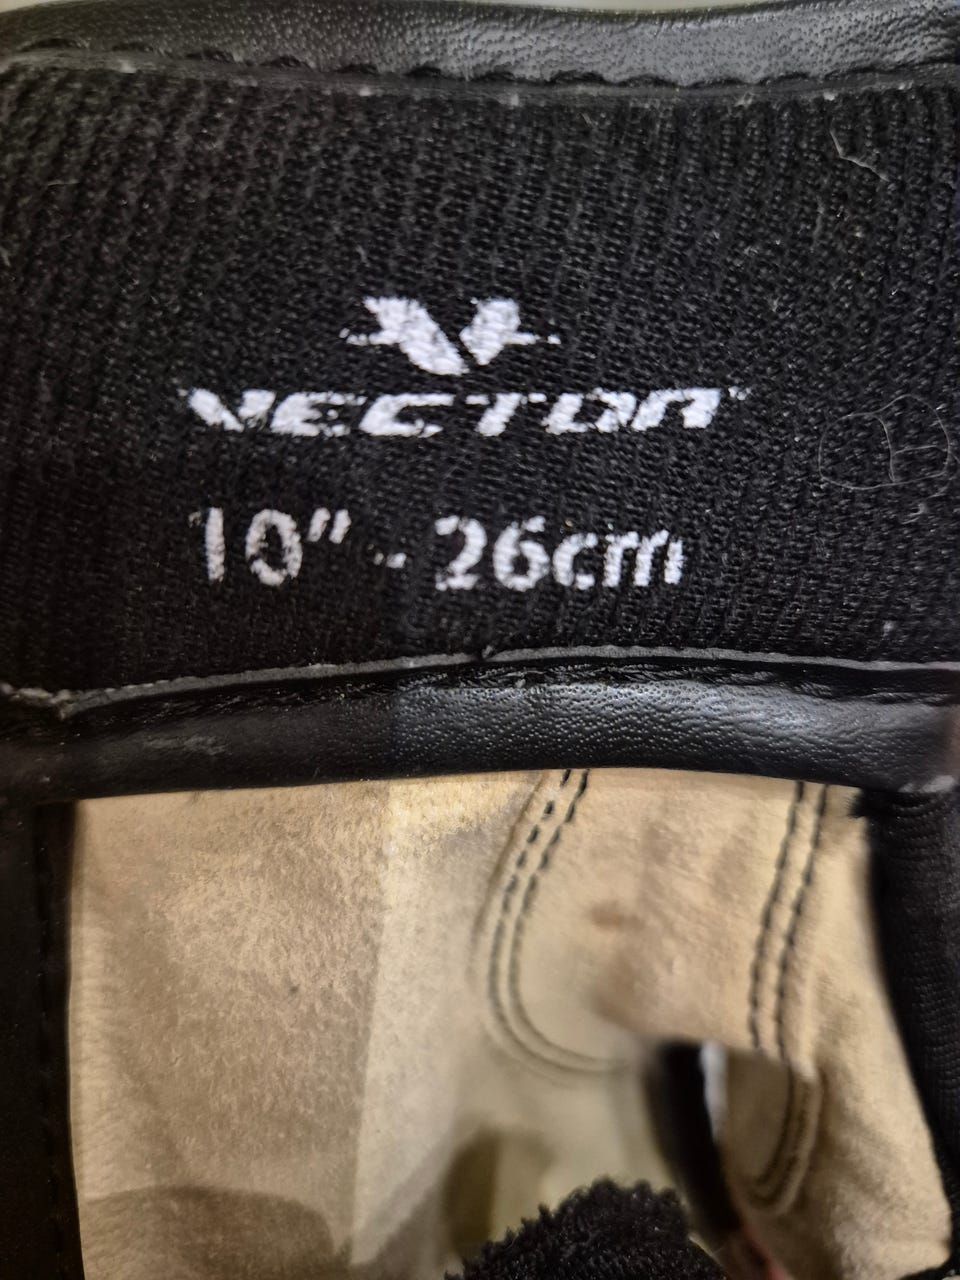 VECTOR
10" - 26cm